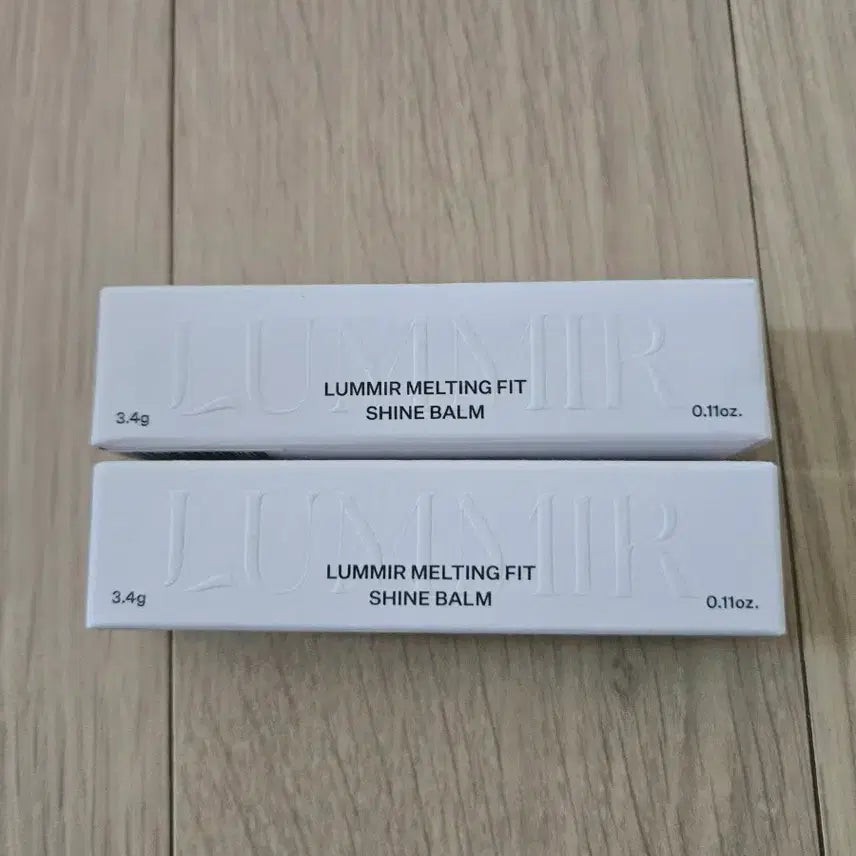 LUMMIR
LUMMIR MELTING FIT
SHINE BALM
3.4g
0.11oz.
LUMMIR
LUMMIR MELTING FIT
SHINE BALM
3.4g
0.11oz.